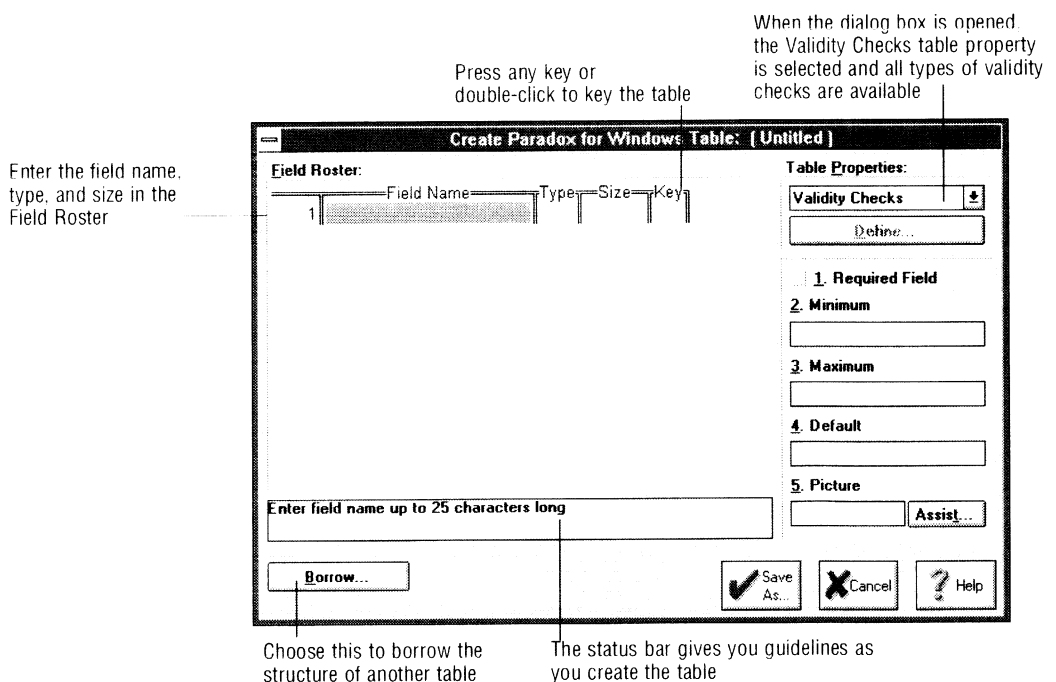 When the dialog box is opened.
the Validity Checks table property
is selected and all types of validity
checks are available
Press any key or
double-click to key the table
Enter the field name,
type, and size in the
Field Roster
Create Paradox for Windows Table: ( Untitled )
Field Roster:
Field Name Type Size Key
1
Table Properties:
Validity Checks
Define...
1. Required Field
2. Minimum
3. Maximum
4. Default
5. Picture
Assist...
Enter field name up to 25 characters long
Borrow...
Save
As...
Cancel
? Help
Choose this to borrow the
structure of another table
The status bar gives you guidelines as
you create the table